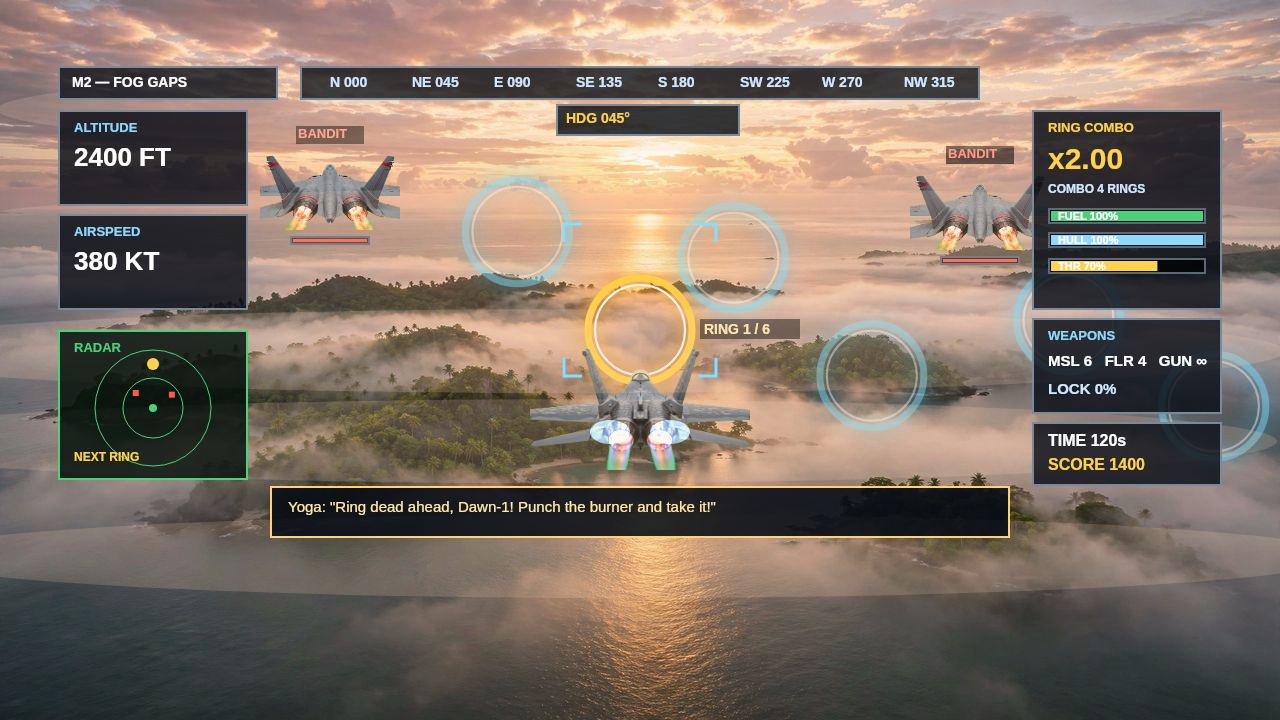 M2 — FOG GAPS
N 000 NE 045 E 090 SE 135 S 180 SW 225 W 270 NW 315
HDG 045°
ALTITUDE
2400 FT
AIRSPEED
380 KT
RADAR
NEXT RING
BANDIT
BANDIT
RING 1 / 6
RING COMBO
x2.00
COMBO 4 RINGS
FUEL 100%
HULL 100%
THR 70%
WEAPONS
MSL 6 FLR 4 GUN ∞
LOCK 0%
TIME 120s
SCORE 1400
Yoga: "Ring dead ahead, Dawn-1! Punch the burner and take it!"